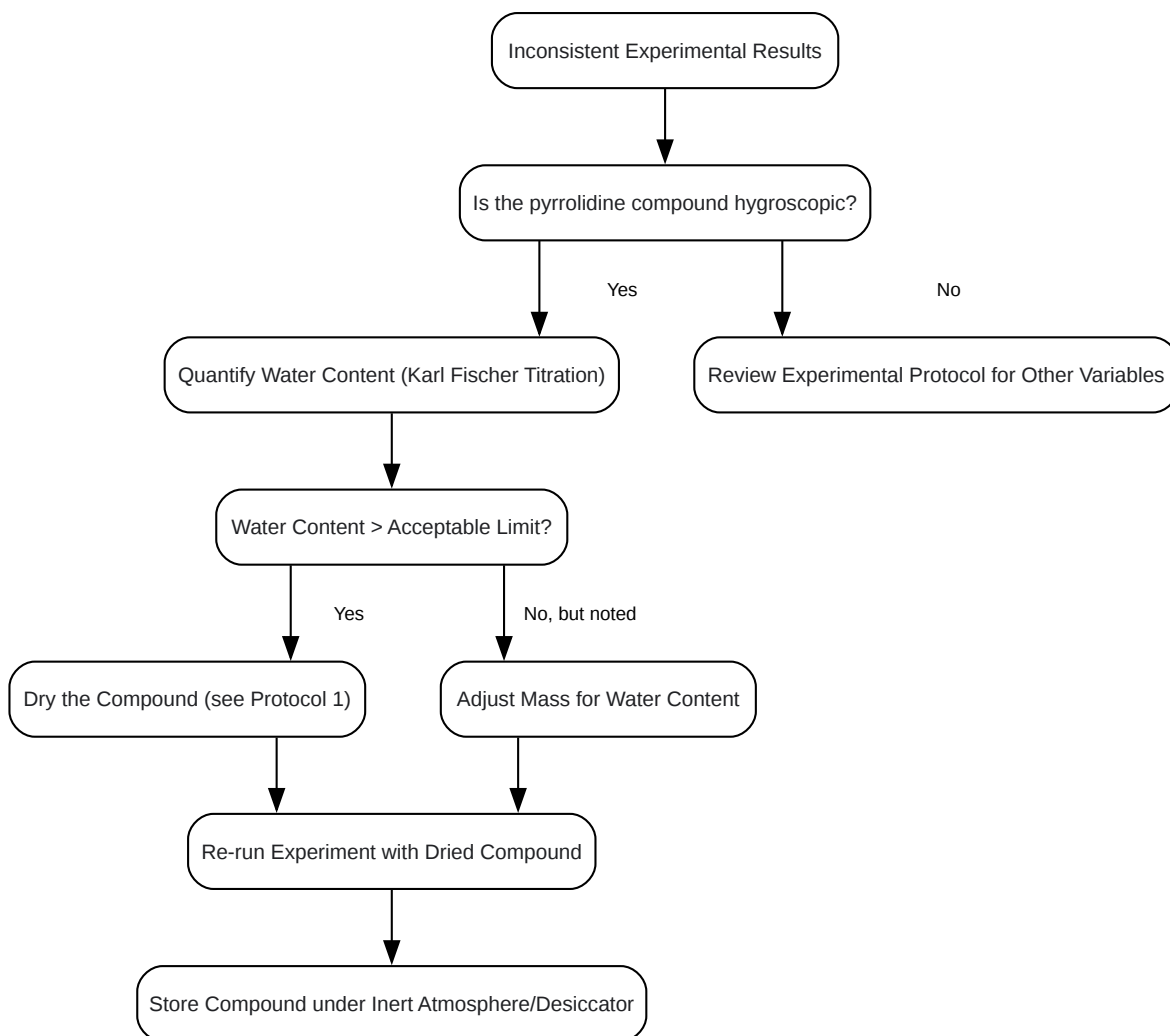 Inconsistent Experimental Results
Is the pyrrolidine compound hygroscopic?
Yes
No
Quantify Water Content (Karl Fischer Titration)
Review Experimental Protocol for Other Variables
Water Content > Acceptable Limit?
Yes
No, but noted
Dry the Compound (see Protocol 1)
Adjust Mass for Water Content
Re-run Experiment with Dried Compound
Store Compound under Inert Atmosphere/Desiccator